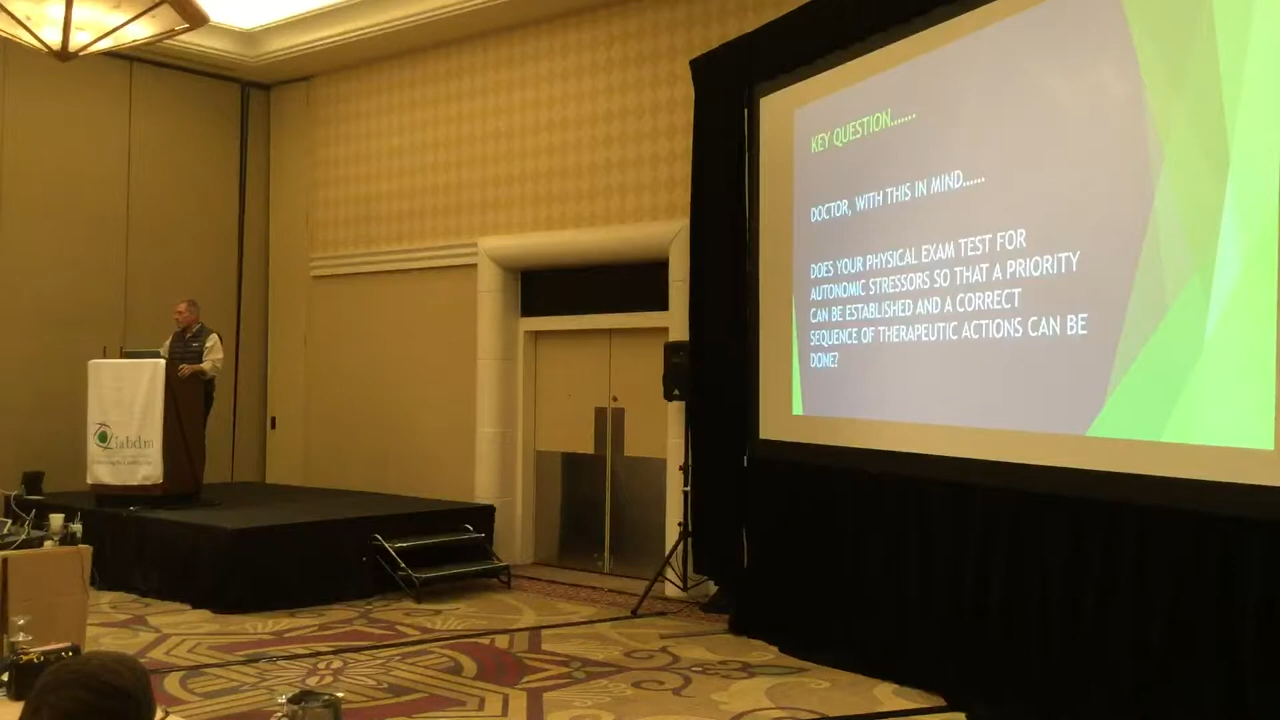 KEY QUESTION.......
DOCTOR, WITH THIS IN MIND......
DOES YOUR PHYSICAL EXAM TEST FOR
AUTONOMIC STRESSORS SO THAT A PRIORITY
CAN BE ESTABLISHED AND A CORRECT
SEQUENCE OF THERAPEUTIC ACTIONS CAN BE
DONE?
iabdm